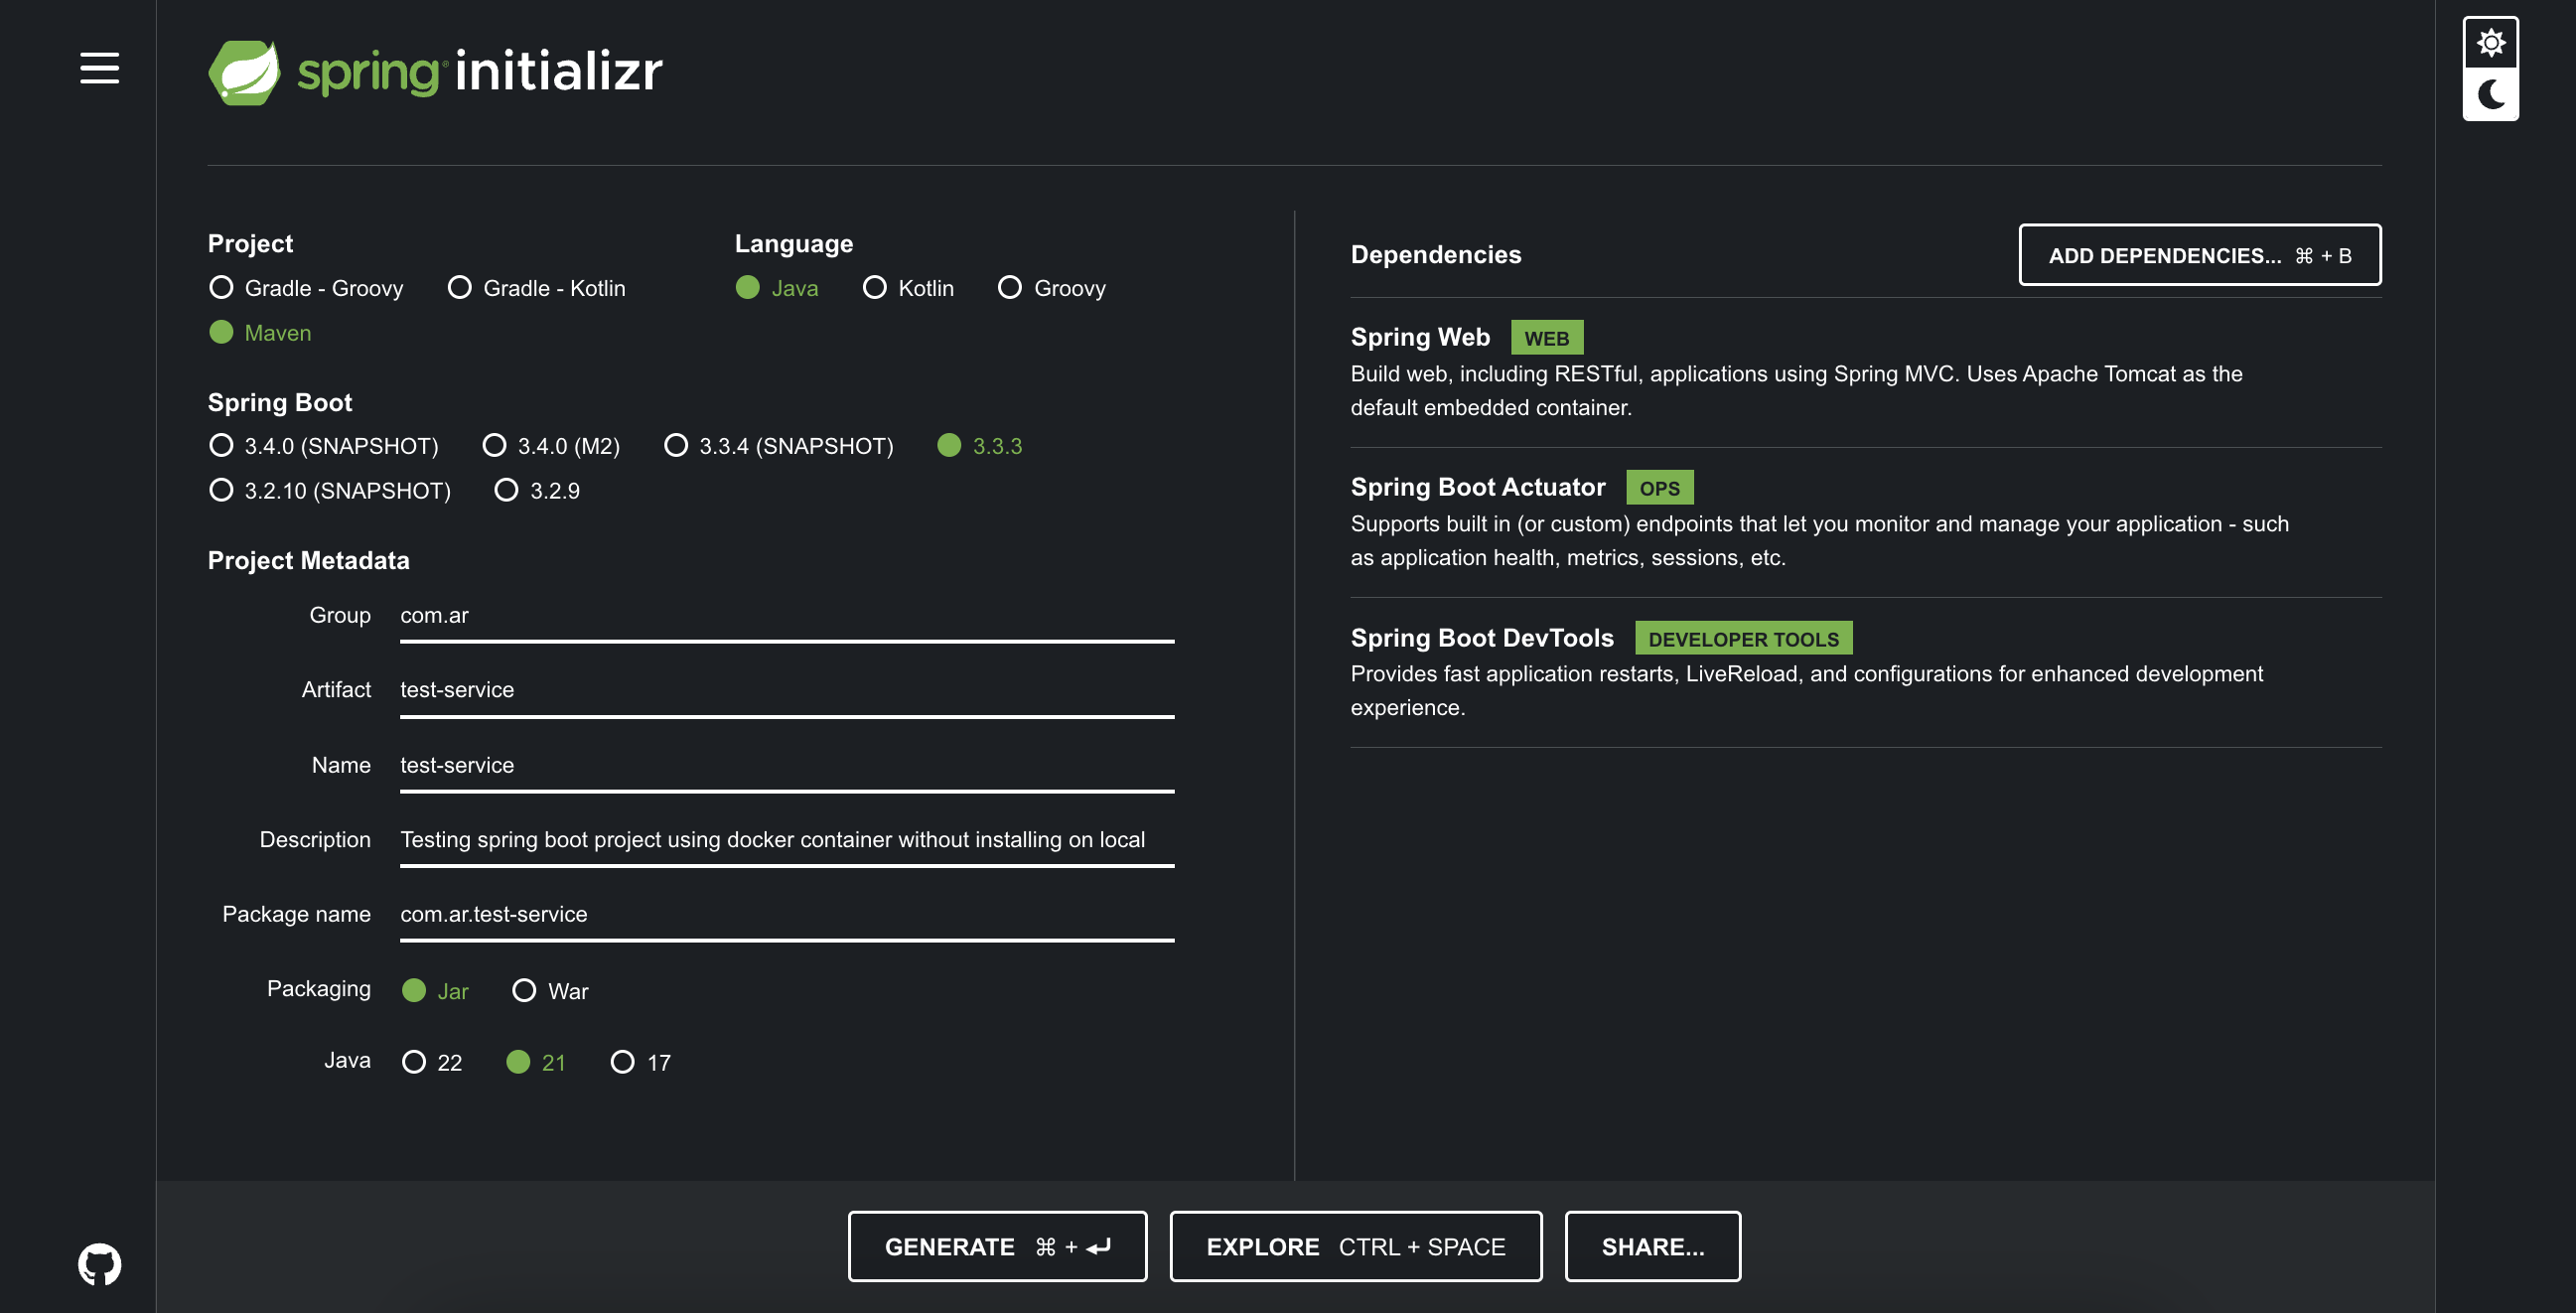 spring initializr
Project
Gradle - Groovy Gradle - Kotlin
Maven
Language
Java Kotlin Groovy
Spring Boot
3.4.0 (SNAPSHOT) 3.4.0 (M2) 3.3.4 (SNAPSHOT) 3.3.3
3.2.10 (SNAPSHOT) 3.2.9
Project Metadata
Group com.ar
Artifact test-service
Name test-service
Description Testing spring boot project using docker container without installing on local
Package name com.ar.test-service
Packaging Jar War
Java 22 21 17
Dependencies
ADD DEPENDENCIES... ⌘ + B
Spring Web WEB
Build web, including RESTful, applications using Spring MVC. Uses Apache Tomcat as the
default embedded container.
Spring Boot Actuator OPS
Supports built in (or custom) endpoints that let you monitor and manage your application - such
as application health, metrics, sessions, etc.
Spring Boot DevTools DEVELOPER TOOLS
Provides fast application restarts, LiveReload, and configurations for enhanced development
experience.
GENERATE ⌘ + ⏎
EXPLORE CTRL + SPACE
SHARE...